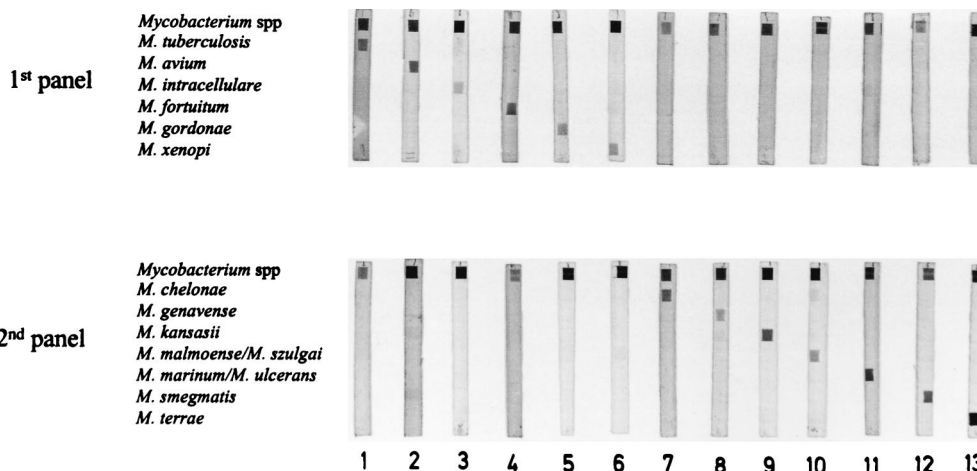 1st panel
Mycobacterium spp
M. tuberculosis
M. avium
M. intracellulare
M. fortuitum
M. gordonae
M. xenopi
2nd panel
Mycobacterium spp
M. chelonae
M. genavense
M. kansasii
M. malmoense/M. szulgai
M. marinum/M. ulcerans
M. smegmatis
M. terrae
1 2 3 4 5 6 7 8 9 10 11 12 13